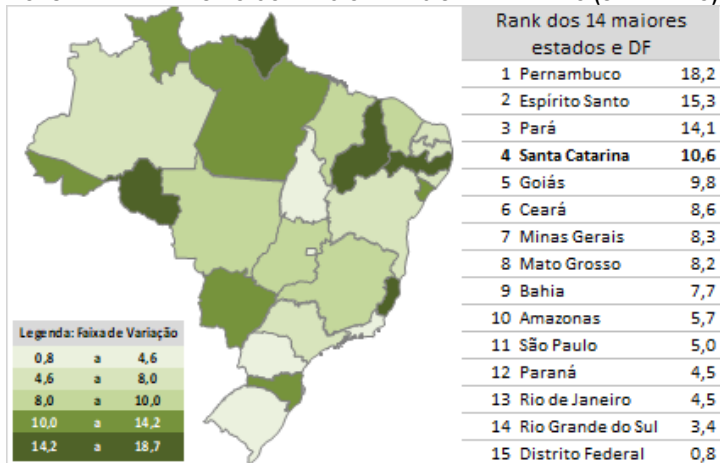 Rank dos 14 maiores
estados e DF
1 Pernambuco 18,2
2 Espírito Santo 15,3
3 Pará 14,1
4 Santa Catarina 10,6
5 Goiás 9,8
6 Ceará 8,6
7 Minas Gerais 8,3
8 Mato Grosso 8,2
9 Bahia 7,7
10 Amazonas 5,7
11 São Paulo 5,0
12 Paraná 4,5
13 Rio de Janeiro 4,5
14 Rio Grande do Sul 3,4
15 Distrito Federal 0,8
Legenda: Faixa de Variação
0,8 a 4,6
4,6 a 8,0
8,0 a 10,0
10,0 a 14,2
14,2 a 18,7